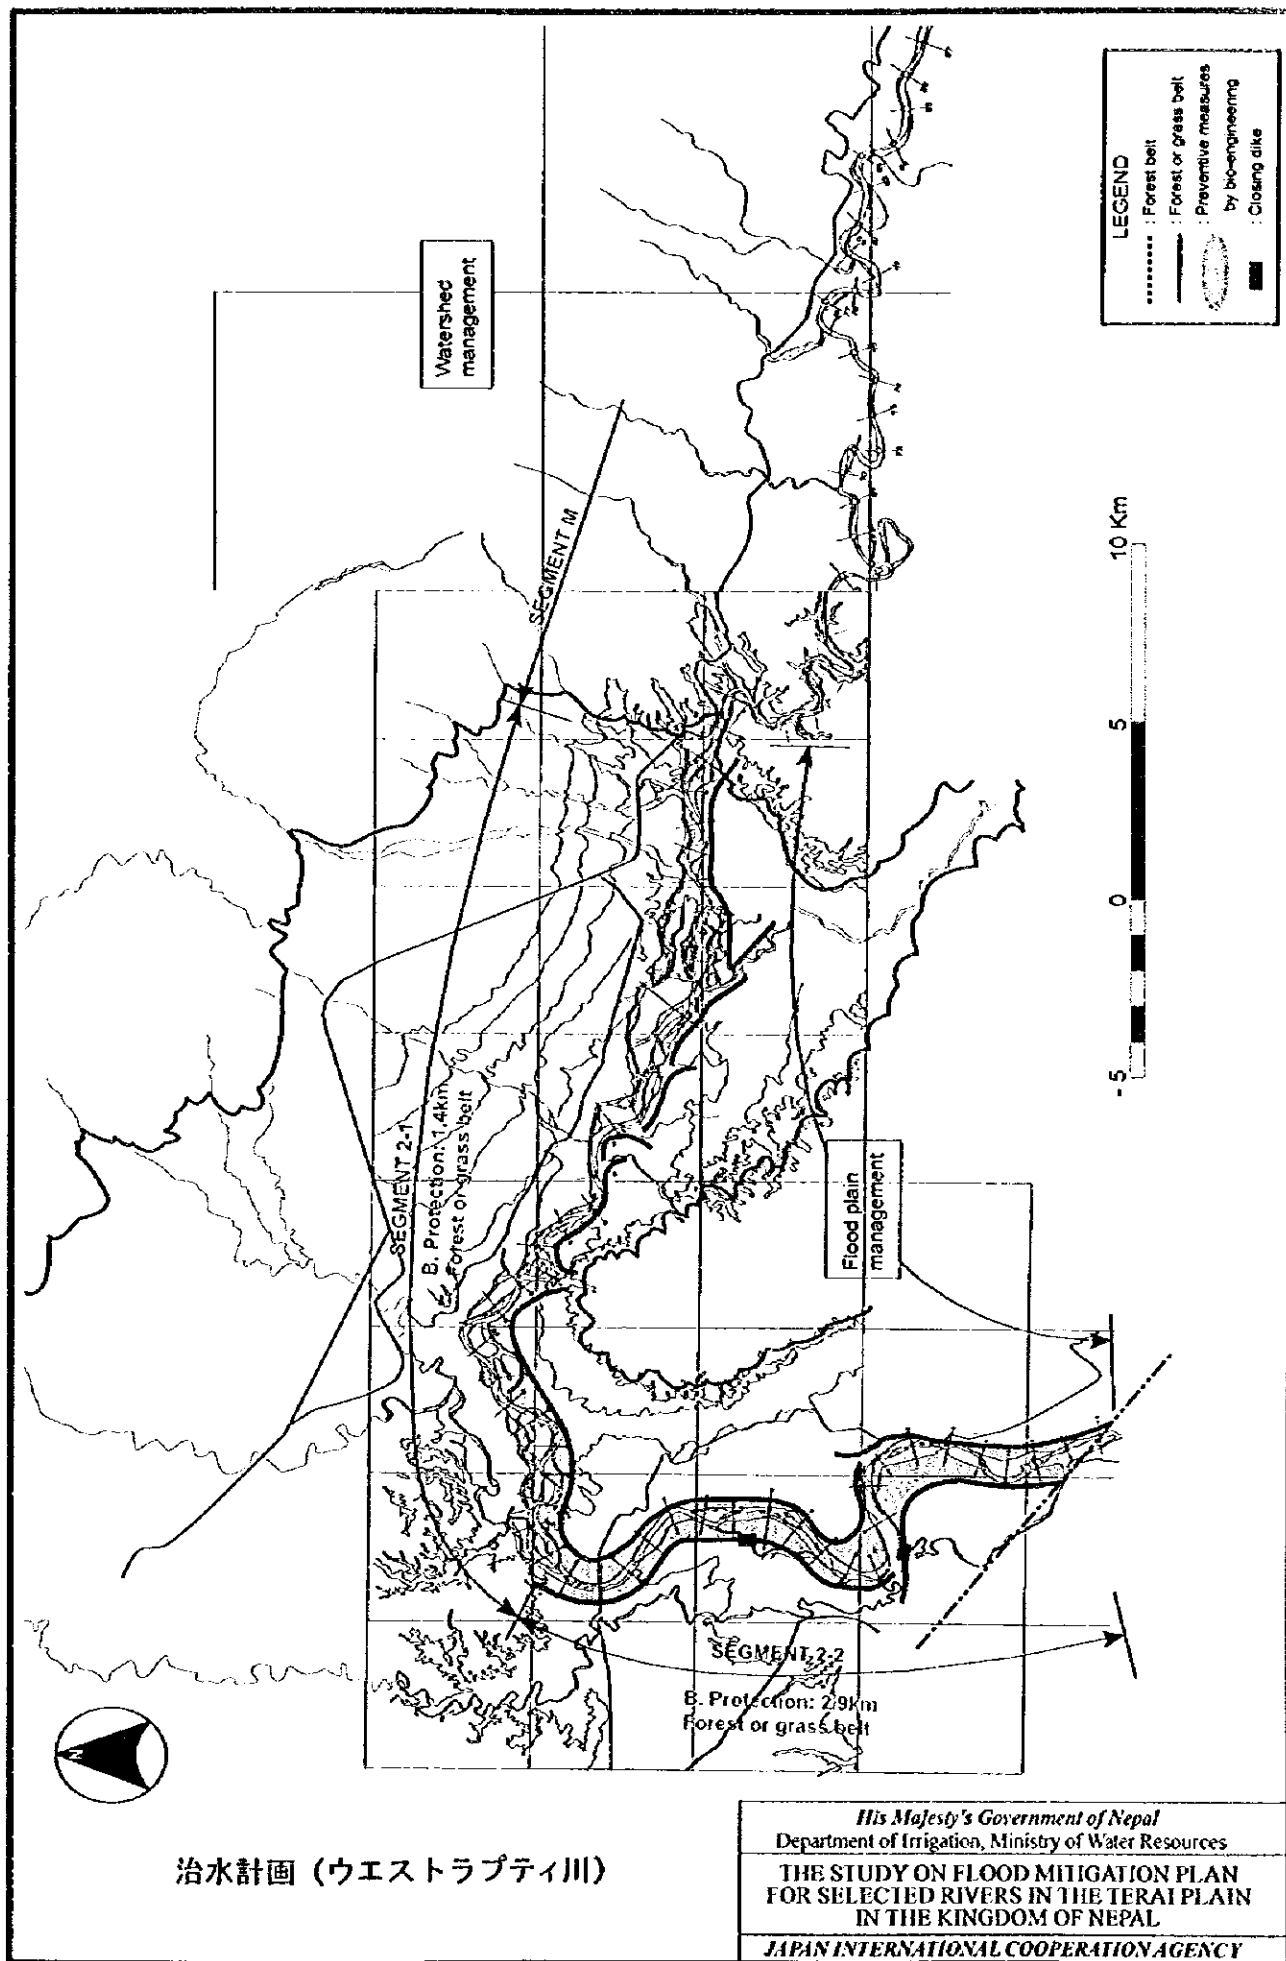 LEGEND
: Forest belt
: Forest or grass belt
: Preventive measures
by bio-engineering
: Closing dike
Watershed
management
SEGMENT M
SEGMENT 2-1
B. Protection: 1.4km
Forest or grass belt
Flood plain
management
SEGMENT 2-2
B. Protection: 2.9km
Forest or grass belt
-5
0
5
10 Km
N
治水計画 (ウエストラプティ川)
His Majesty's Government of Nepal
Department of Irrigation, Ministry of Water Resources
THE STUDY ON FLOOD MITIGATION PLAN
FOR SELECTED RIVERS IN THE TERAI PLAIN
IN THE KINGDOM OF NEPAL
JAPAN INTERNATIONAL COOPERATION AGENCY